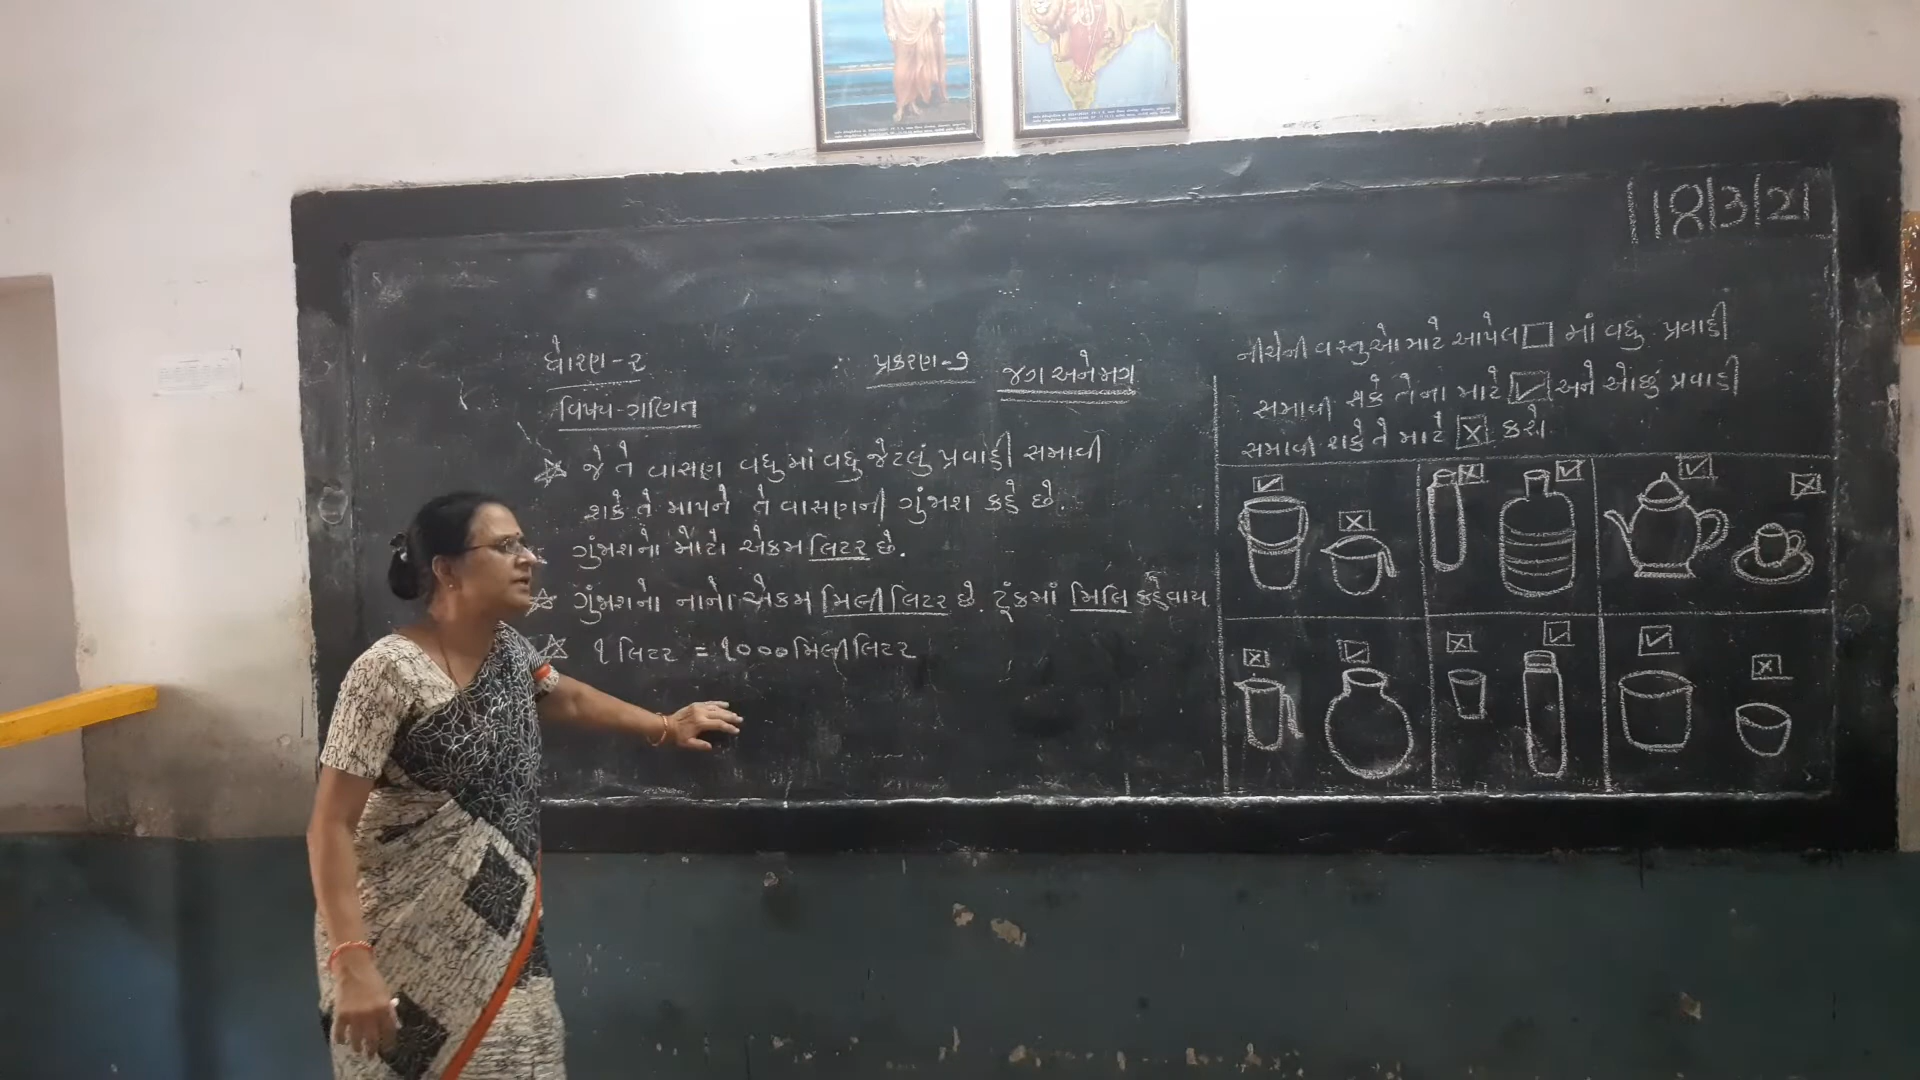 1૪/૩/૨૧
ધોરણ-૨
પ્રકરણ-૭ જગ અને મગ
વિષય-ગણિત
જે તે વાસણ વધુમાં વધુ જેટલું પ્રવાહી સમાવી
શકે તે માપને તે વાસણની ગુંજાશ કહે છે.
ગુંજાશનો મોટો એકમ લિટર છે.
ગુંજાશનો નાનો એકમ મિલીલિટર છે. ટૂંકમાં મિલિ કહેવાય
૧ લિટર = ૧૦૦૦ મિલીલિટર
નીચેની વસ્તુઓ માટે આપેલ □ માં વધુ પ્રવાહી
સમાવી શકે તેના માટે ☑ અને ઓછું પ્રવાહી
સમાવી શકે તે માટે ☒ કરો.